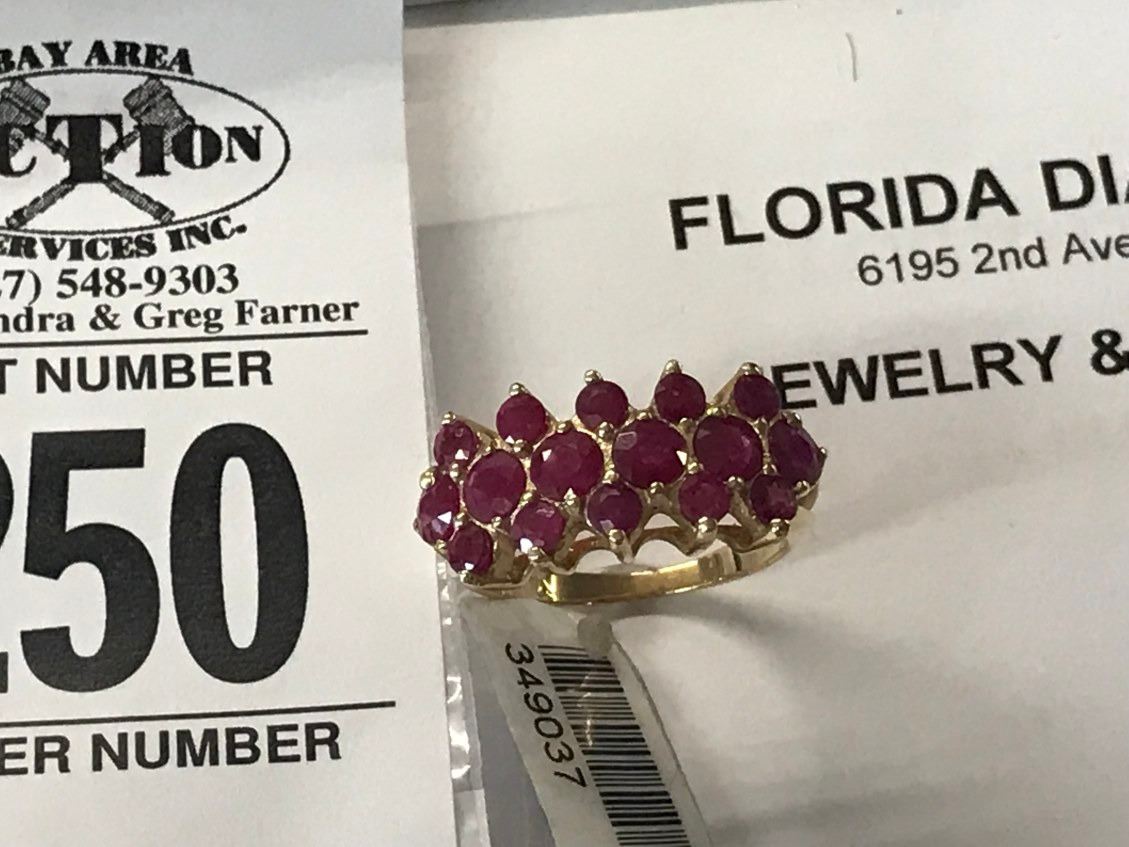 BAY AREA
CTION
ERVICES INC.
7) 548-9303
ndra & Greg Farner
T NUMBER
250
ER NUMBER
FLORIDA DIA
6195 2nd Ave
EWELRY &
349037